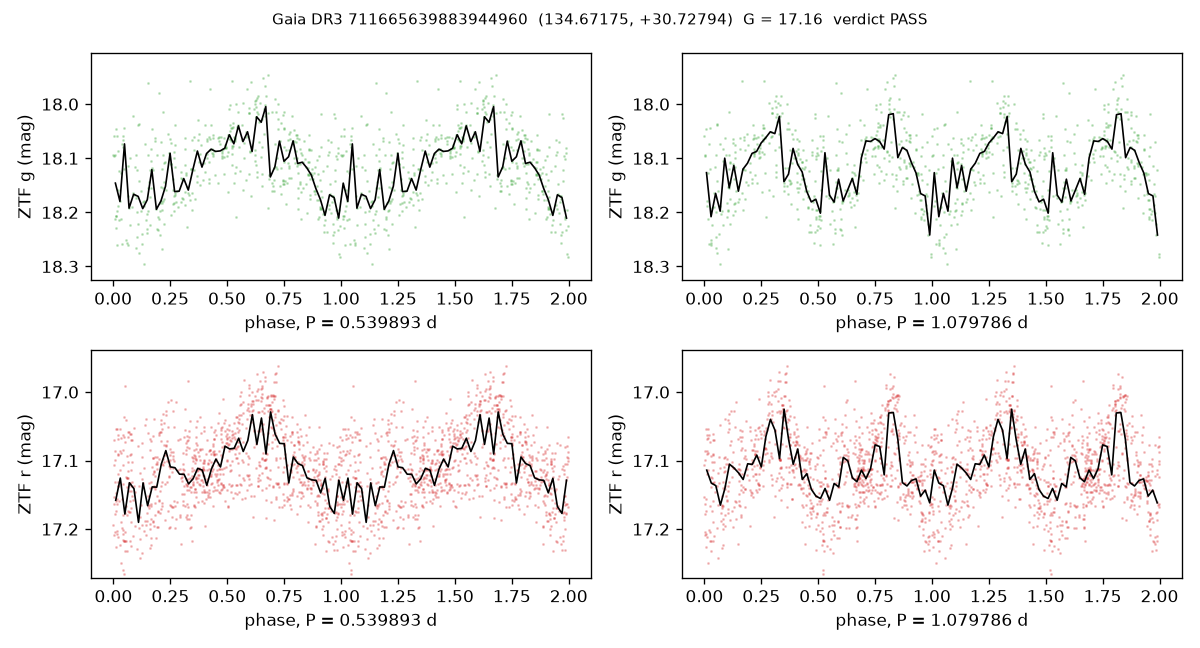 Gaia DR3 711665639883944960 (134.67175, +30.72794) G = 17.16 verdict PASS
ZTF g (mag)
18.0
18.1
18.2
18.3
0.00 0.25 0.50 0.75 1.00 1.25 1.50 1.75 2.00
phase, P = 0.539893 d
ZTF g (mag)
18.0
18.1
18.2
18.3
0.00 0.25 0.50 0.75 1.00 1.25 1.50 1.75 2.00
phase, P = 1.079786 d
ZTF r (mag)
17.0
17.1
17.2
0.00 0.25 0.50 0.75 1.00 1.25 1.50 1.75 2.00
phase, P = 0.539893 d
ZTF r (mag)
17.0
17.1
17.2
0.00 0.25 0.50 0.75 1.00 1.25 1.50 1.75 2.00
phase, P = 1.079786 d